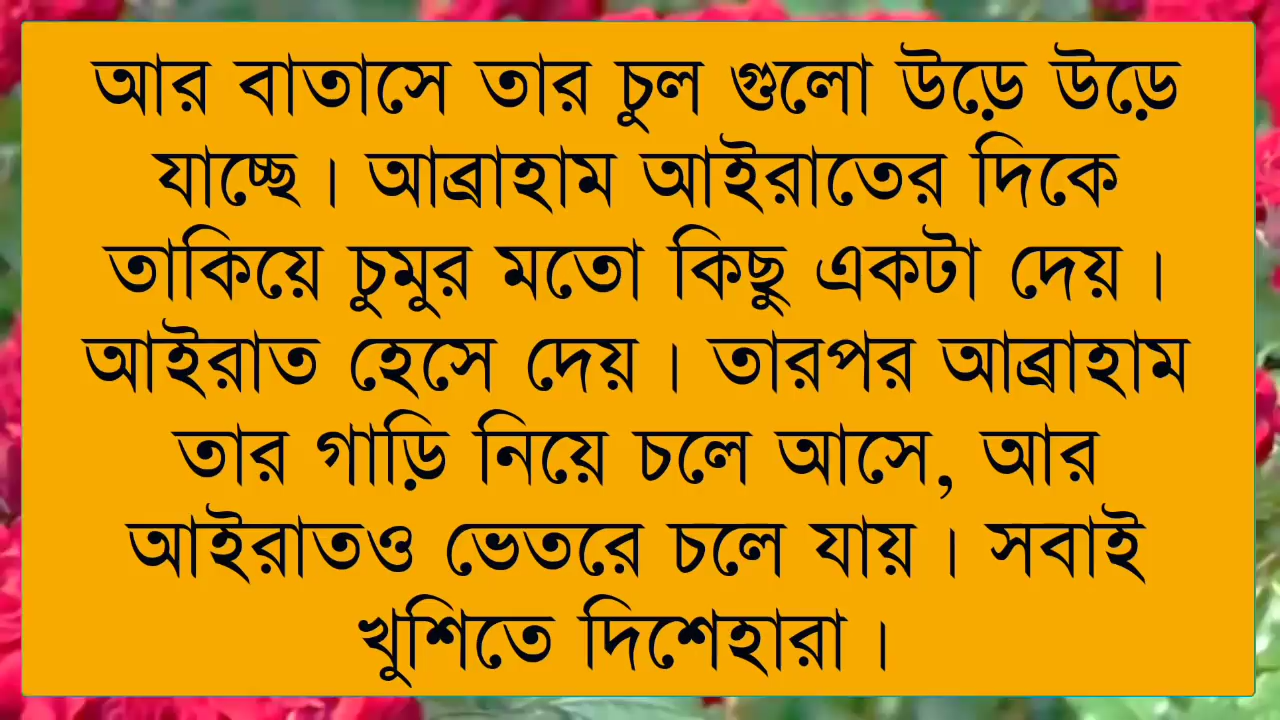 আর বাতাসে তার চুল গুলো উড়ে উড়ে
যাচ্ছে। আব্রাহাম আইরাতের দিকে
তাকিয়ে চুমুর মতো কিছু একটা দেয়।
আইরাত হেসে দেয়। তারপর আব্রাহাম
তার গাড়ি নিয়ে চলে আসে, আর
আইরাতও ভেতরে চলে যায়। সবাই
খুশিতে দিশেহারা।